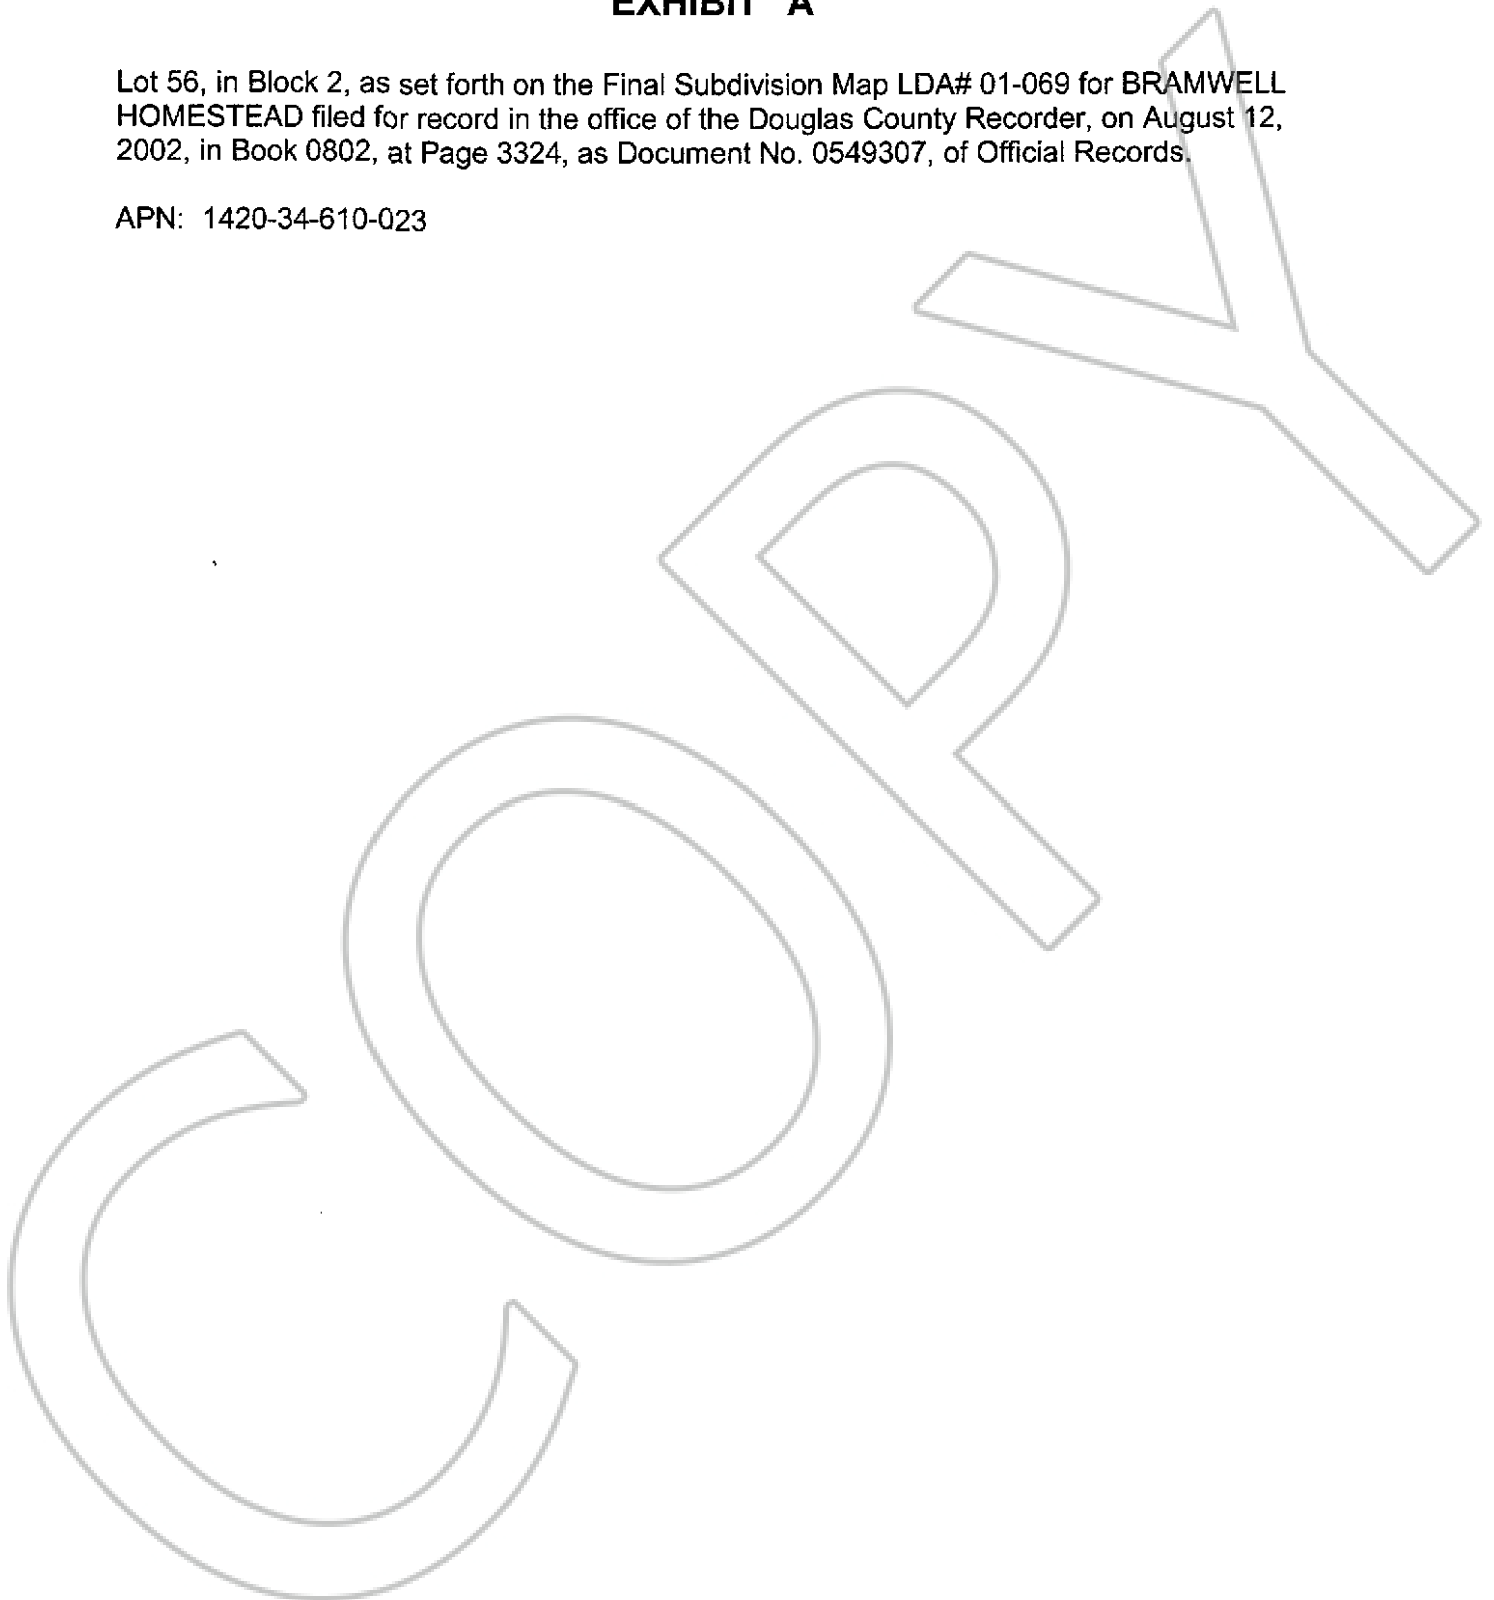 EXHIBIT "A"
Lot 56, in Block 2, as set forth on the Final Subdivision Map LDA# 01-069 for BRAMWELL
HOMESTEAD filed for record in the office of the Douglas County Recorder, on August 12,
2002, in Book 0802, at Page 3324, as Document No. 0549307, of Official Records.
APN: 1420-34-610-023
COPY